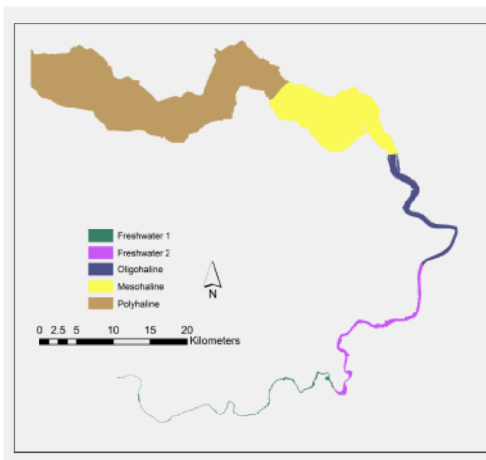 Freshwater 1
Freshwater 2
Oligohaline
Mesohaline
Polyhaline
N
0 2.5 5 10 15 20
Kilometers